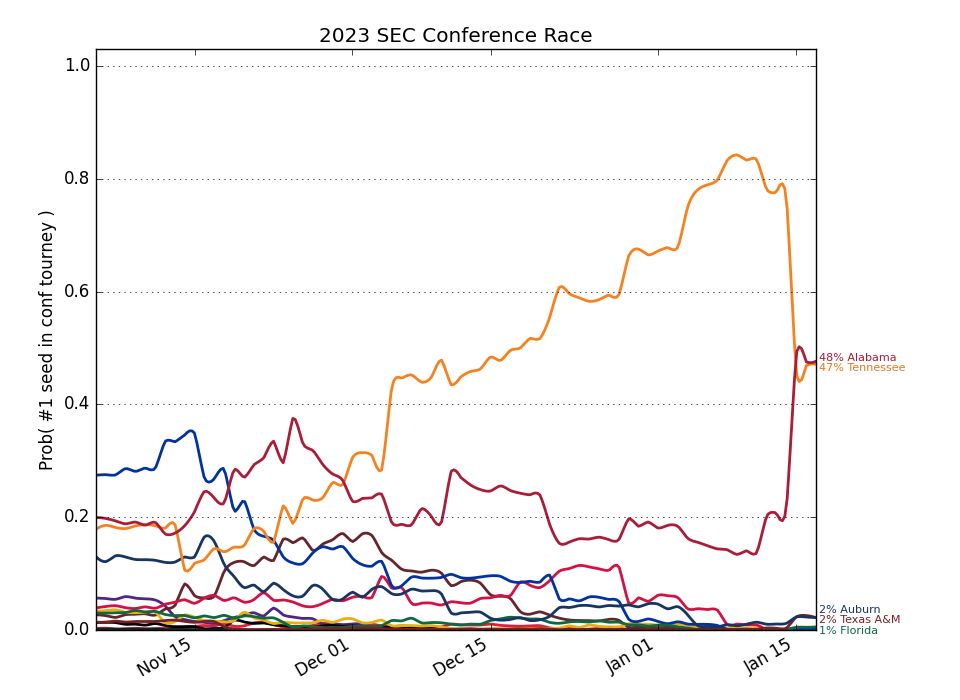 2023 SEC Conference Race
Prob( #1 seed in conf tourney )
1.0
0.8
0.6
0.4
0.2
0.0
48% Alabama
47% Tennessee
2% Auburn
2% Texas A&M
1% Florida
Nov 15
Dec 01
Dec 15
Jan 01
Jan 15